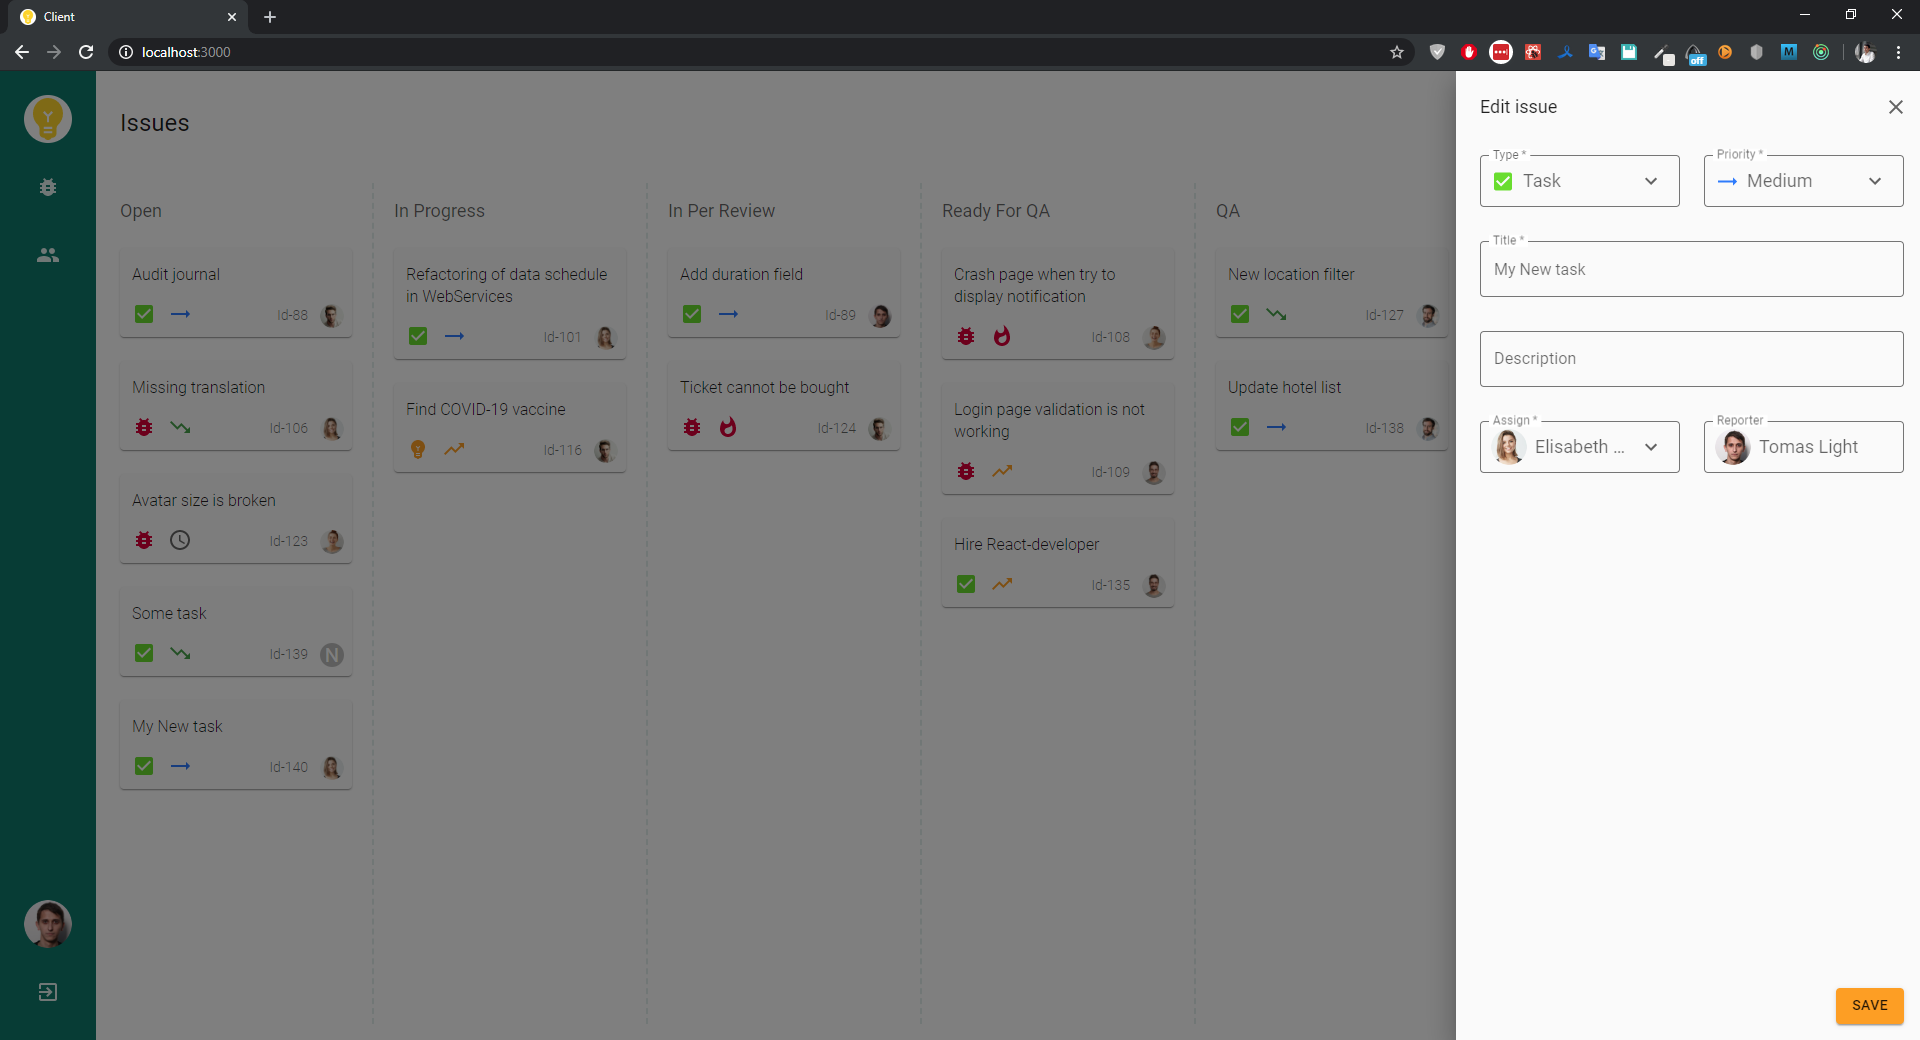 Client
localhost:3000
off
M
Issues
Open
Audit journal
Id-88
Missing translation
Id-106
Avatar size is broken
Id-123
Some task
Id-139
N
My New task
Id-140
In Progress
Refactoring of data schedule
in WebServices
Id-101
Find COVID-19 vaccine
Id-116
In Per Review
Add duration field
Id-89
Ticket cannot be bought
Id-124
Ready For QA
Crash page when try to
display notification
Id-108
Login page validation is not
working
Id-109
Hire React-developer
Id-135
QA
New location filter
Id-127
Update hotel list
Id-138
Edit issue
Type *
Task
Priority *
Medium
Title *
My New task
Description
Assign *
Elisabeth ...
Reporter
Tomas Light
SAVE